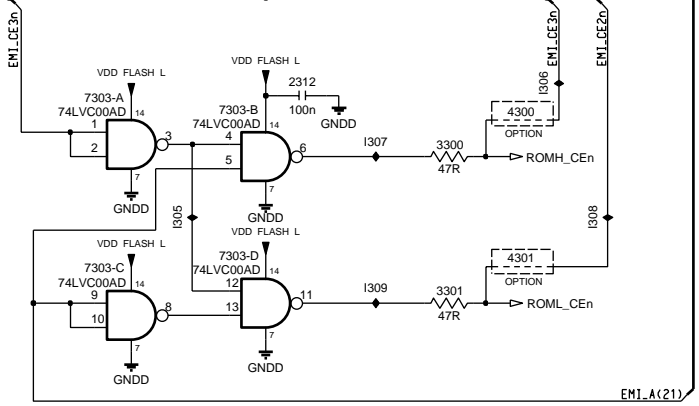 EMI_CE3n
EMI_CE3n
EMI_CE2n
VDD FLASH L
VDD FLASH L
2312
100n
GNDD
7303-A
74LVC00AD
14
1
2
3
7
GNDD
7303-B
74LVC00AD
14
4
5
6
7
GNDD
I307
3300
47R
I306
4300
OPTION
ROMH_CEn
I305
I308
VDD FLASH L
VDD FLASH L
7303-C
74LVC00AD
14
9
10
8
7
GNDD
7303-D
74LVC00AD
14
12
13
11
7
GNDD
I309
3301
47R
4301
OPTION
ROML_CEn
EMI_A(21)